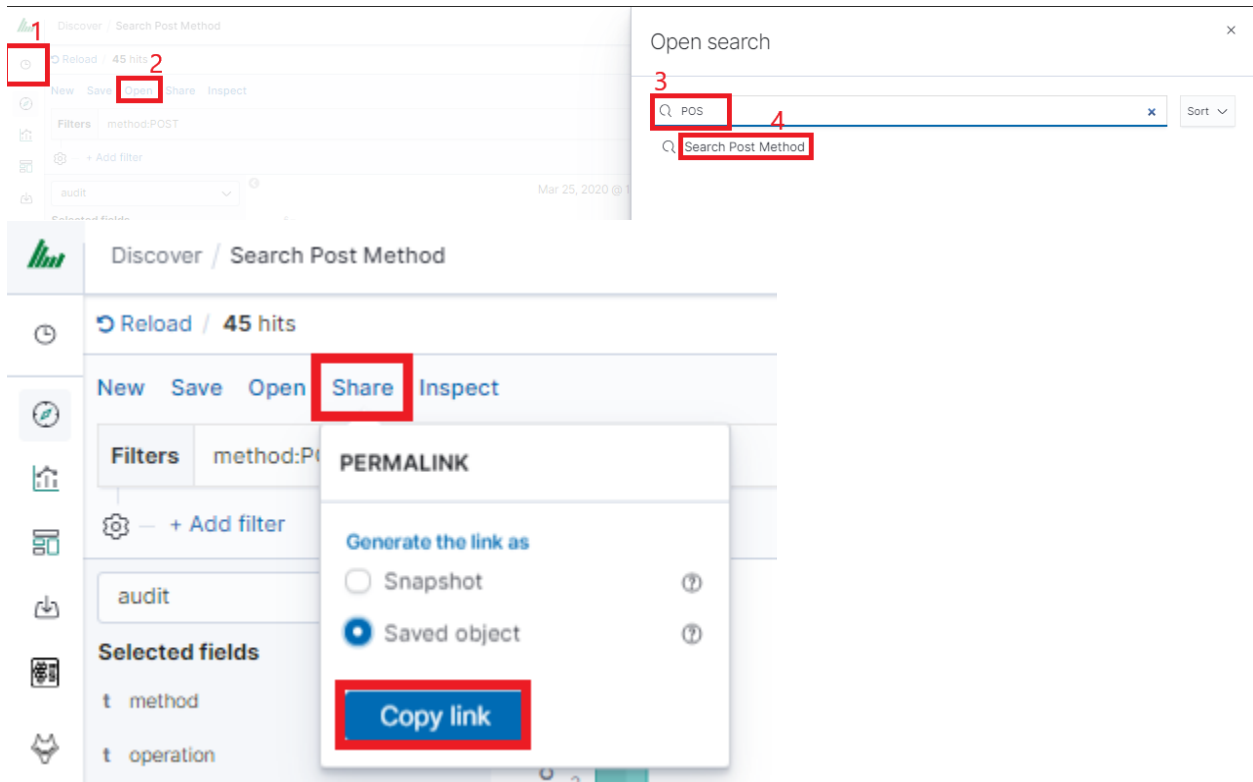 1
Discover / Search Post Method
Reload / 45 hits
2
New Save Open Share Inspect
Filters method:POST
+ Add filter
audit
Mar 25, 2020 @ 1
Selected fields
Open search
×
3
POS
×
Sort
4
Search Post Method
Discover / Search Post Method
Reload / 45 hits
New Save Open Share Inspect
Filters method:PO
+ Add filter
audit
Selected fields
t method
t operation
PERMALINK
Generate the link as
Snapshot
Saved object
Copy link
2